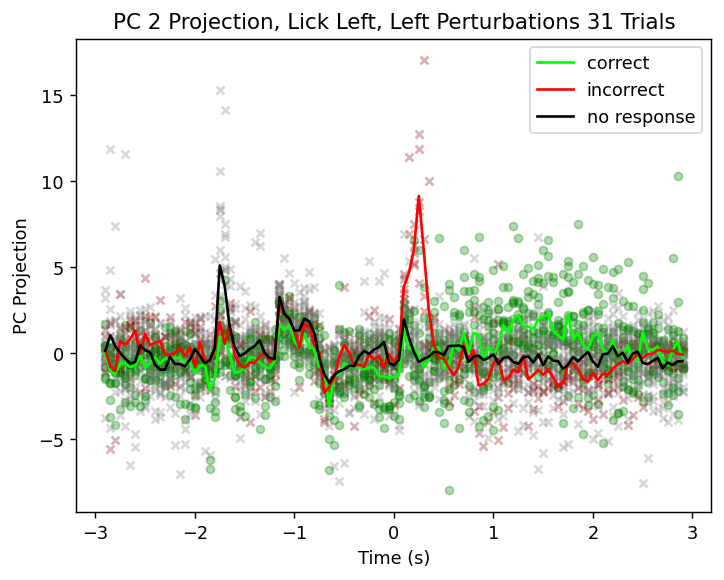 PC 2 Projection, Lick Left, Left Perturbations 31 Trials
correct
incorrect
no response
PC Projection
15
10
5
0
−5
−3
−2
−1
0
1
2
3
Time (s)